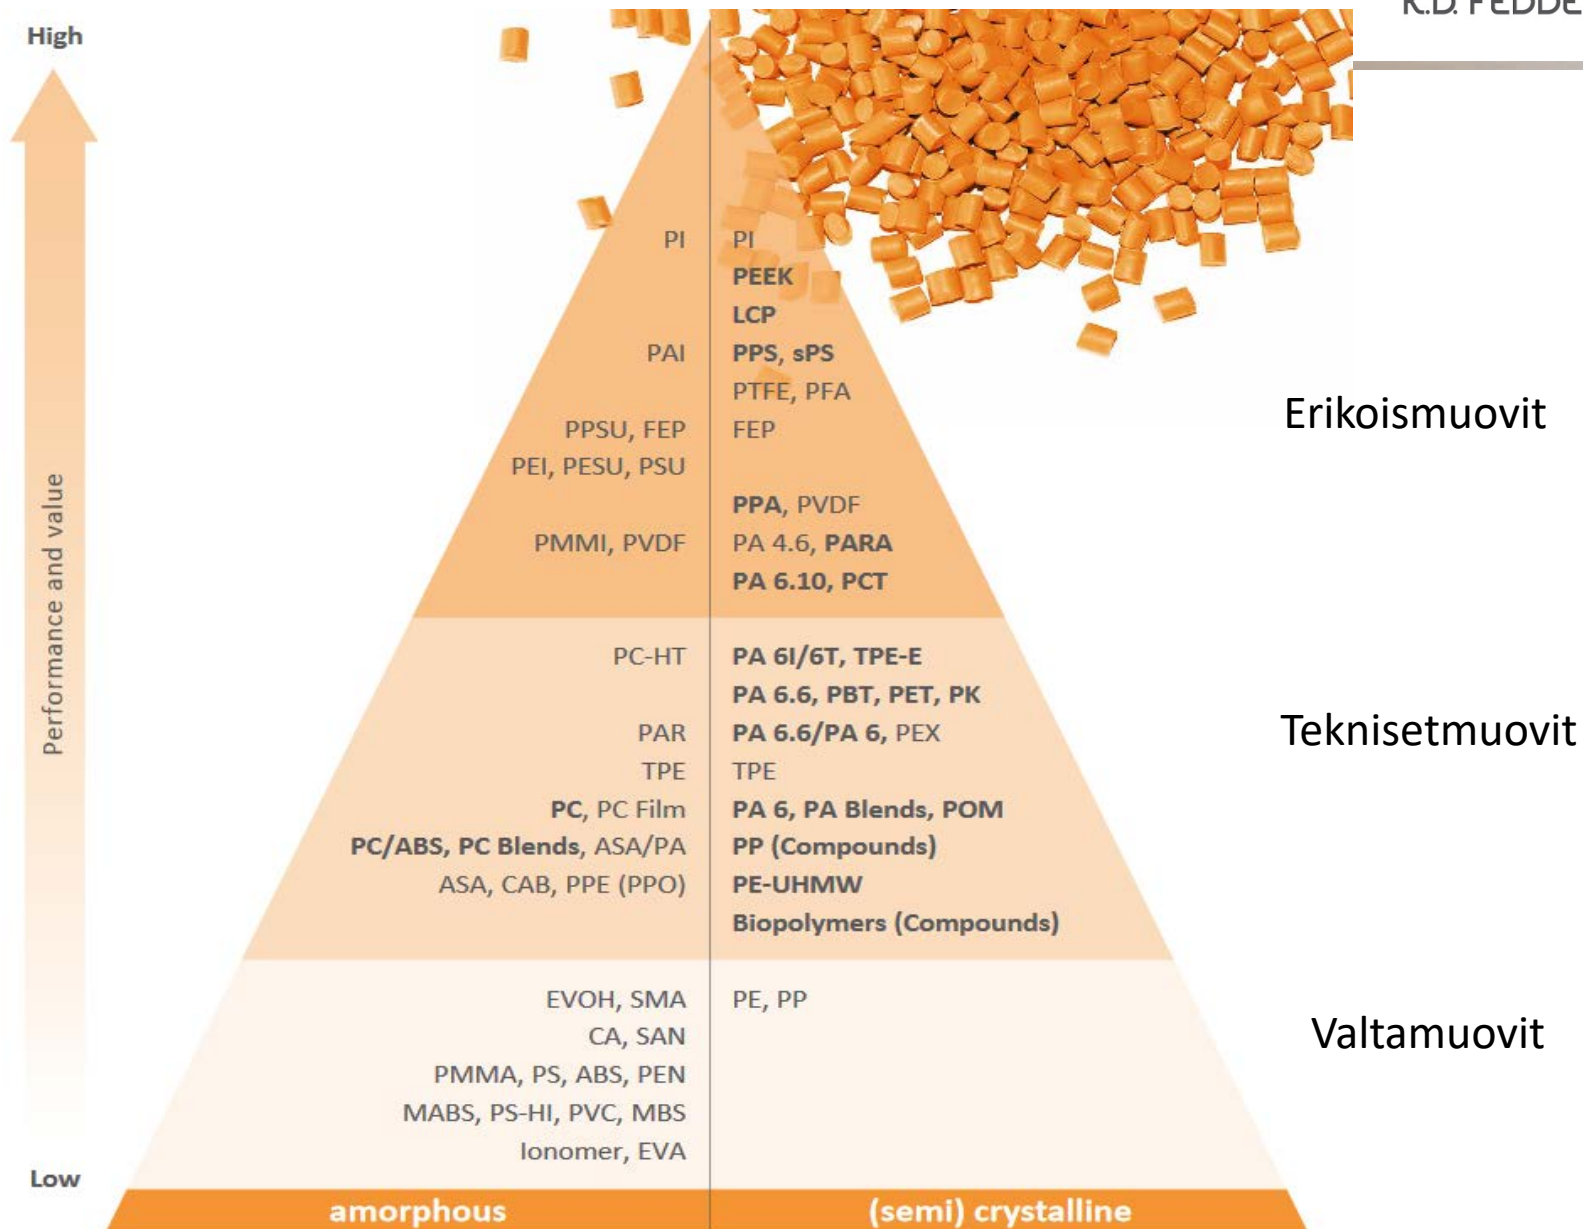 K.D. FEDDE
High
PI PI
PEEK
LCP
PAI PPS, sPS
PTFE, PFA
PPSU, FEP FEP
PEI, PESU, PSU
PPA, PVDF
PMMI, PVDF PA 4.6, PARA
PA 6.10, PCT
Erikoismuovit
Performance and value
PC-HT PA 6I/6T, TPE-E
PA 6.6, PBT, PET, PK
PAR PA 6.6/PA 6, PEX
TPE TPE
PC, PC Film PA 6, PA Blends, POM
PC/ABS, PC Blends, ASA/PA PP (Compounds)
ASA, CAB, PPE (PPO) PE-UHMW
Biopolymers (Compounds)
Teknisetmuovit
EVOH, SMA PE, PP
CA, SAN
PMMA, PS, ABS, PEN
MABS, PS-HI, PVC, MBS
Ionomer, EVA
Valtamuovit
Low
amorphous (semi) crystalline